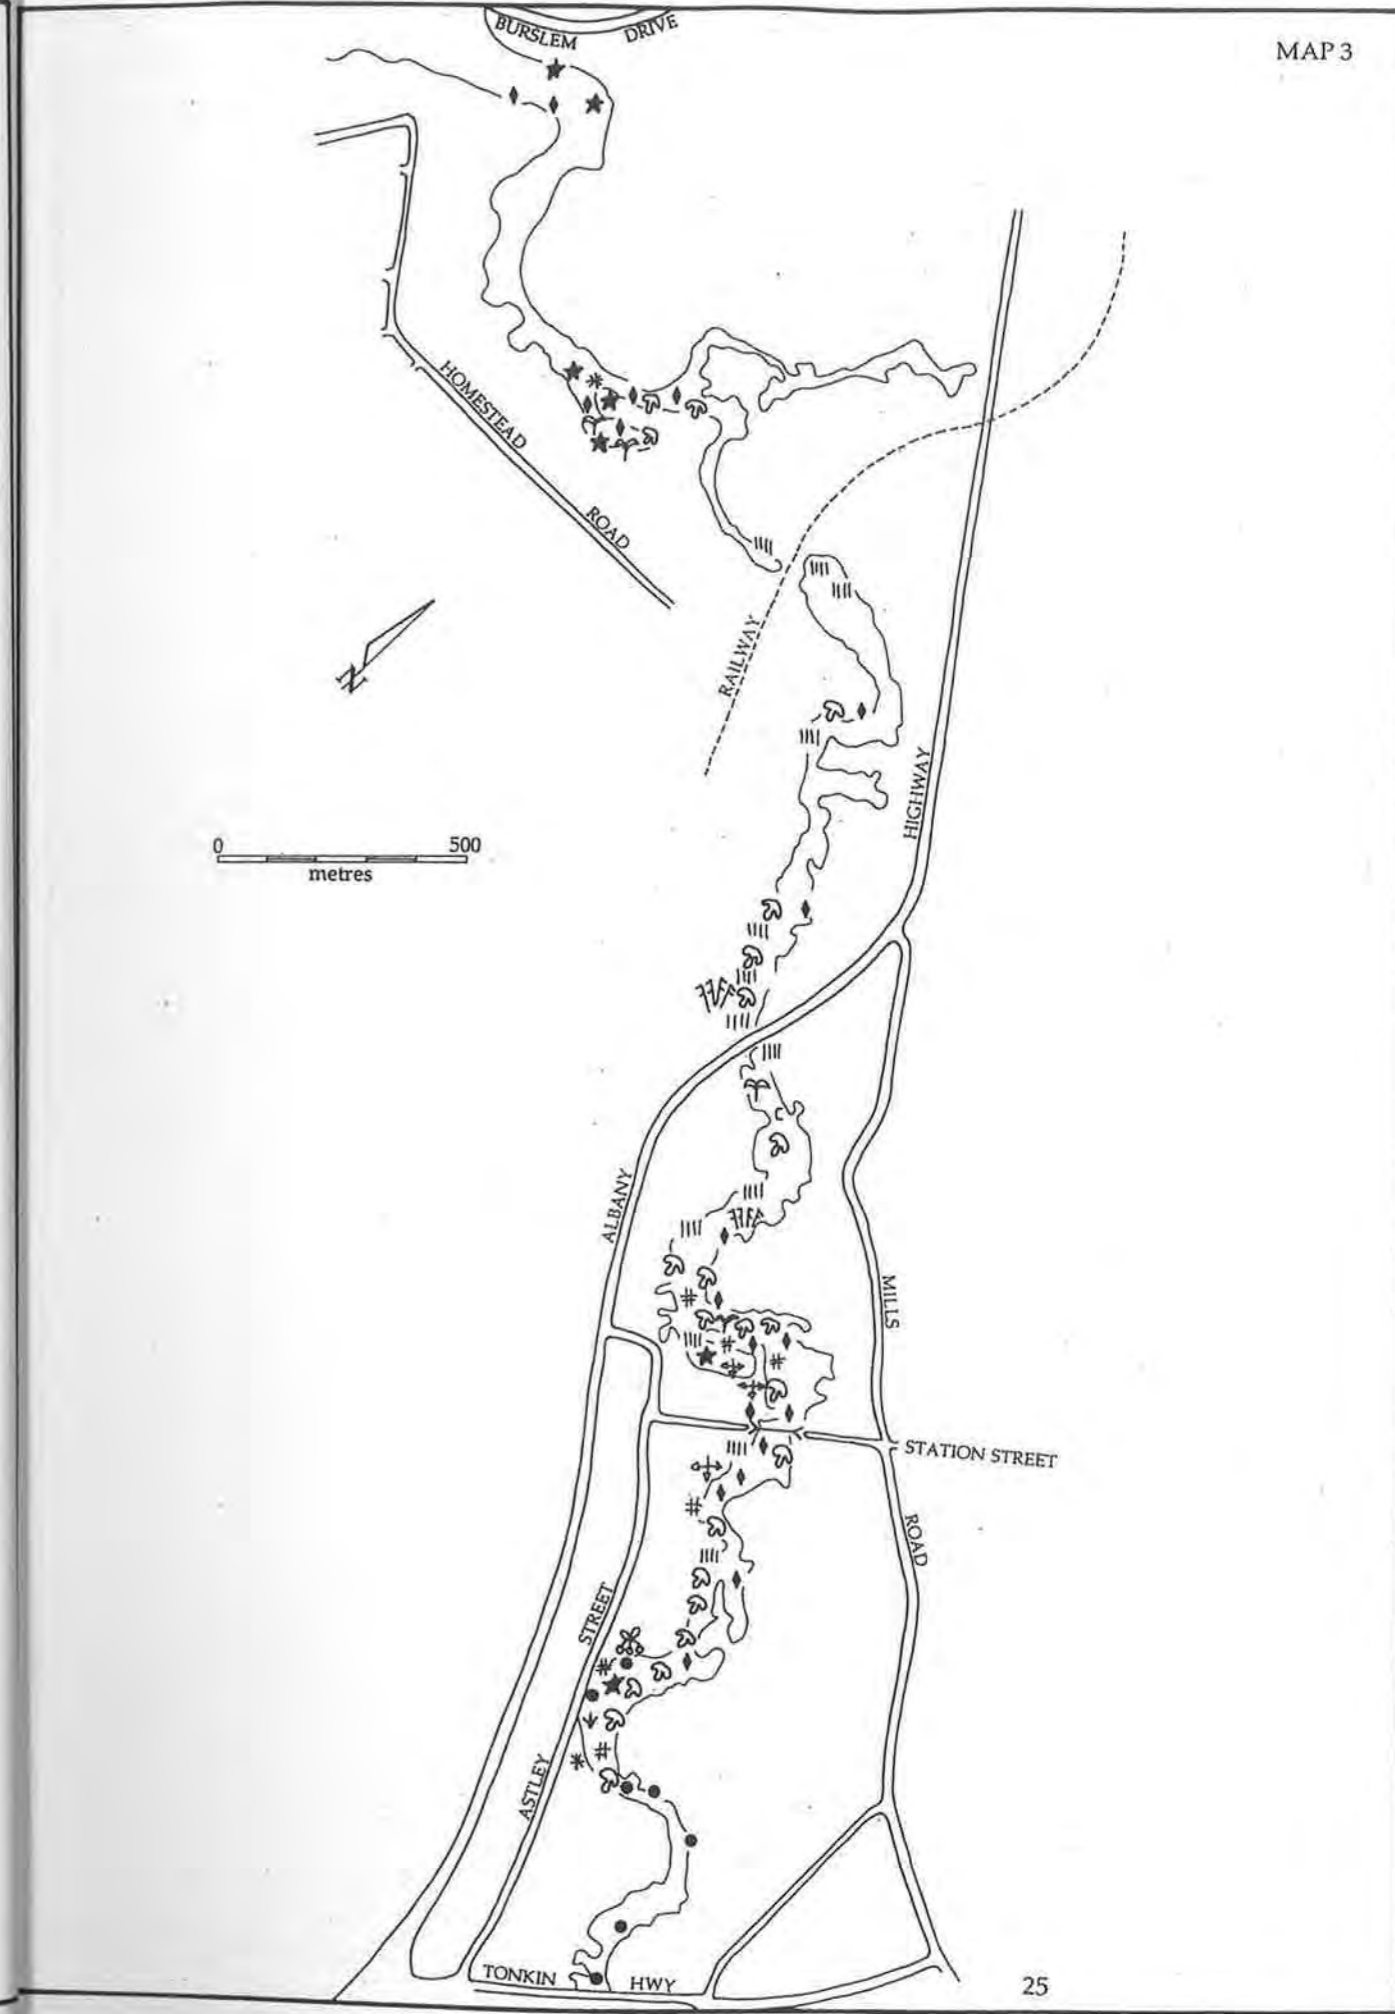 MAP 3
BURSLEM DRIVE
HOMESTEAD
ROAD
N
RAILWAY
HIGHWAY
0 500
metres
ALBANY
MILLS
STATION STREET
ROAD
STREET
ASTLEY
TONKIN HWY
25